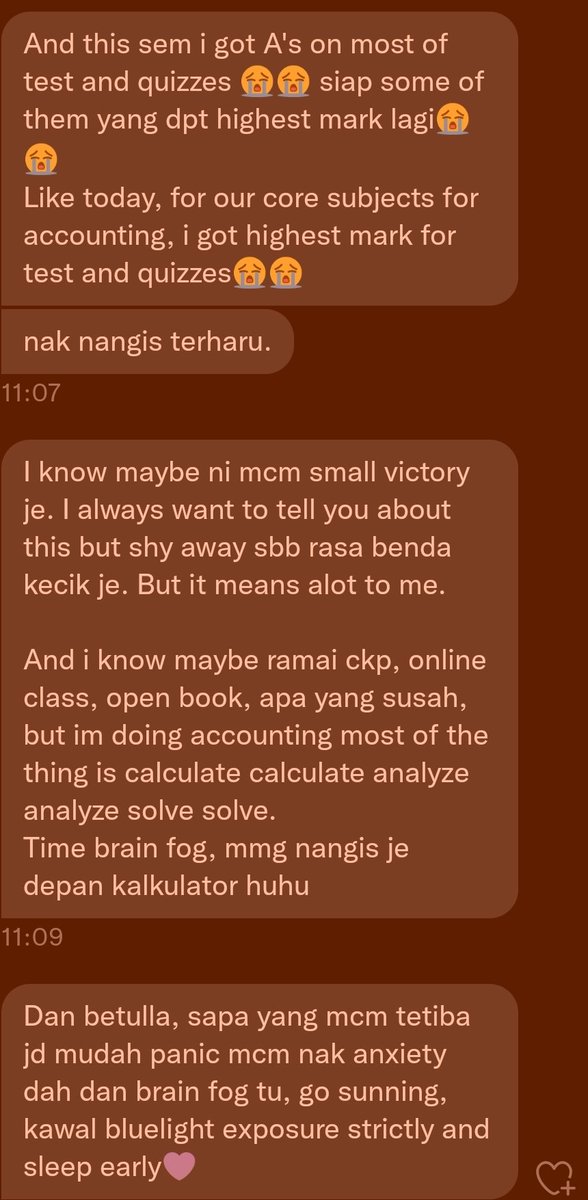 And this sem i got A's on most of
test and quizzes 😭😭 siap some of
them yang dpt highest mark lagi😭
😭
Like today, for our core subjects for
accounting, i got highest mark for
test and quizzes😭😭
nak nangis terharu.
11:07
I know maybe ni mcm small victory
je. I always want to tell you about
this but shy away sbb rasa benda
kecik je. But it means alot to me.
And i know maybe ramai ckp, online
class, open book, apa yang susah,
but im doing accounting most of the
thing is calculate calculate analyze
analyze solve solve.
Time brain fog, mmg nangis je
depan kalkulator huhu
11:09
Dan betulla, sapa yang mcm tetiba
jd mudah panic mcm nak anxiety
dah dan brain fog tu, go sunning,
kawal bluelight exposure strictly and
sleep early💜